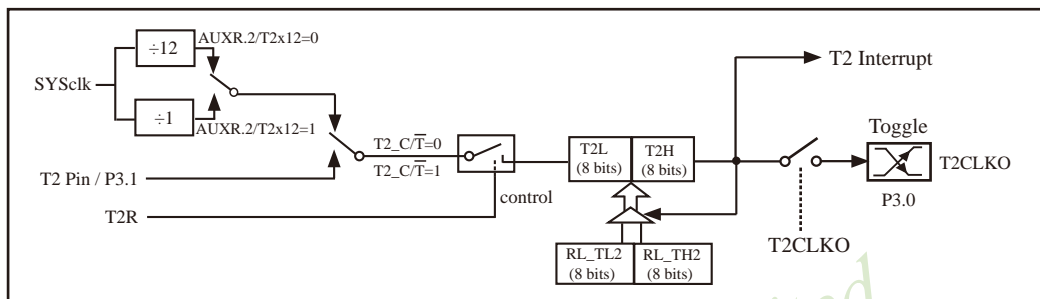 ÷12
AUXR.2/T2x12=0
SYSclk
÷1
AUXR.2/T2x12=1
T2 Pin / P3.1
T2R
T2_C/T̅=0
T2_C/T̅=1
control
T2L
(8 bits)
T2H
(8 bits)
RL_TL2
(8 bits)
RL_TH2
(8 bits)
T2 Interrupt
Toggle
T2CLKO
P3.0
T2CLKO